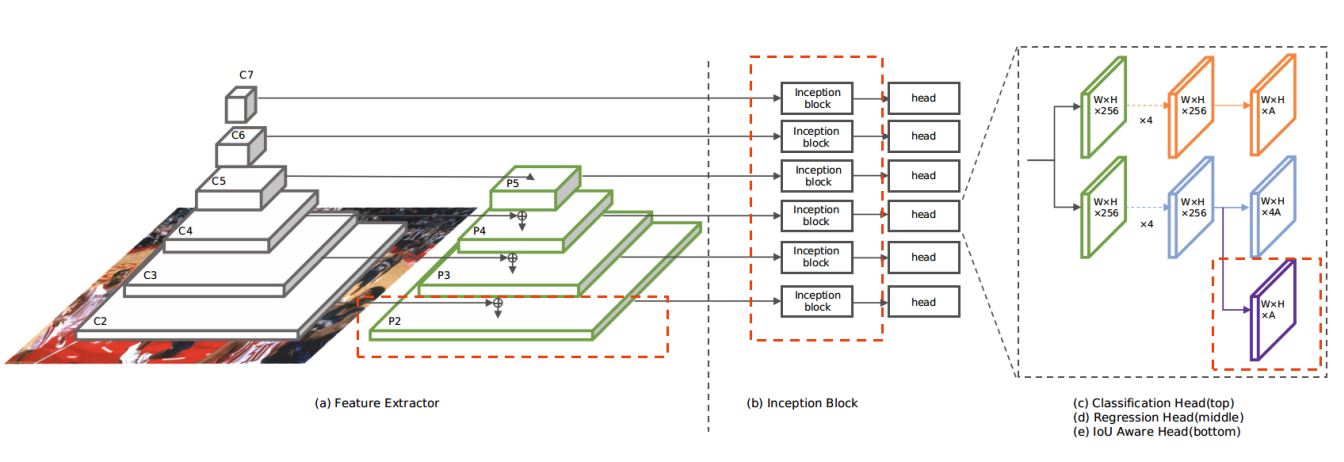 C7
C6
C5
C4
C3
C2
P5
P4
P3
P2
Inception
block
head
Inception
block
head
Inception
block
head
Inception
block
head
Inception
block
head
Inception
block
head
W×H
×256
×4
W×H
×256
W×H
×A
W×H
×256
×4
W×H
×256
W×H
×4A
W×H
×A
(a) Feature Extractor
(b) Inception Block
(c) Classification Head(top)
(d) Regression Head(middle)
(e) IoU Aware Head(bottom)